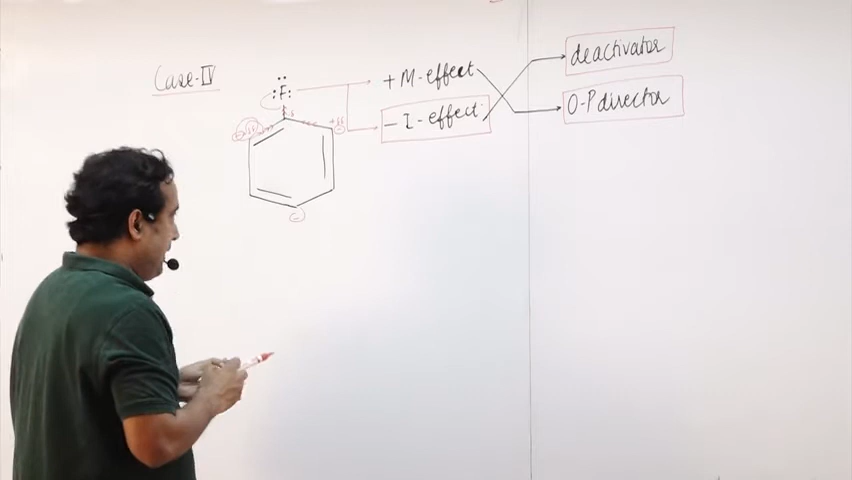 Case-IV
:F:
+M-effect
-I-effect
deactivator
O-P director